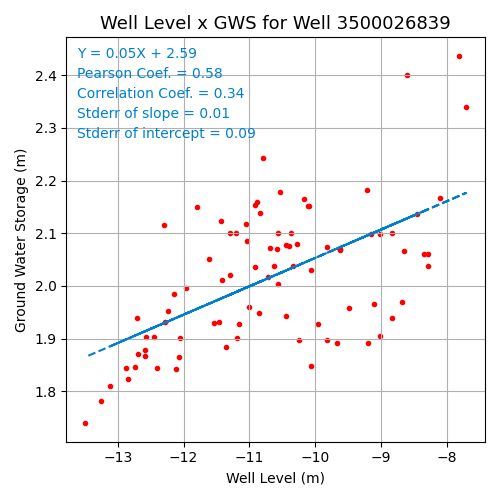 Well Level x GWS for Well 3500026839
Y = 0.05X + 2.59
Pearson Coef. = 0.58
Correlation Coef. = 0.34
Stderr of slope = 0.01
Stderr of intercept = 0.09
Ground Water Storage (m)
2.4
2.3
2.2
2.1
2.0
1.9
1.8
−13 −12 −11 −10 −9 −8
Well Level (m)